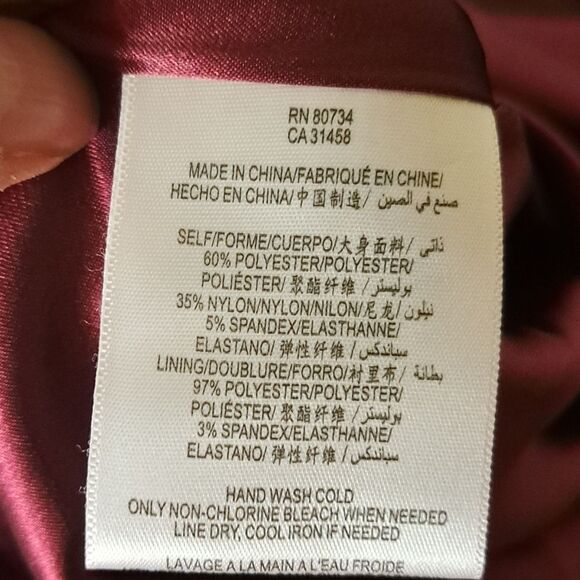 RN 80734
CA 31458
MADE IN CHINA/FABRIQUÉ EN CHINE/
HECHO EN CHINA/中国制造/ صنع في الصين
SELF/FORME/CUERPO/大身面料/ ذاتي
60% POLYESTER/POLYESTER/
POLIÉSTER/ 聚酯纤维 / بوليستر
35% NYLON/NYLON/NILON/尼龙/ نيلون
5% SPANDEX/ELASTHANNE/
ELASTANO/ 弹性纤维 / سباندكس
LINING/DOUBLURE/FORRO/衬里布/ بطانة
97% POLYESTER/POLYESTER/
POLIÉSTER/ 聚酯纤维 / بوليستر
3% SPANDEX/ELASTHANNE/
ELASTANO/ 弹性纤维 / سباندكس
HAND WASH COLD
ONLY NON-CHLORINE BLEACH WHEN NEEDED
LINE DRY, COOL IRON IF NEEDED
LAVAGE A LA MAIN A L'EAU FROIDE